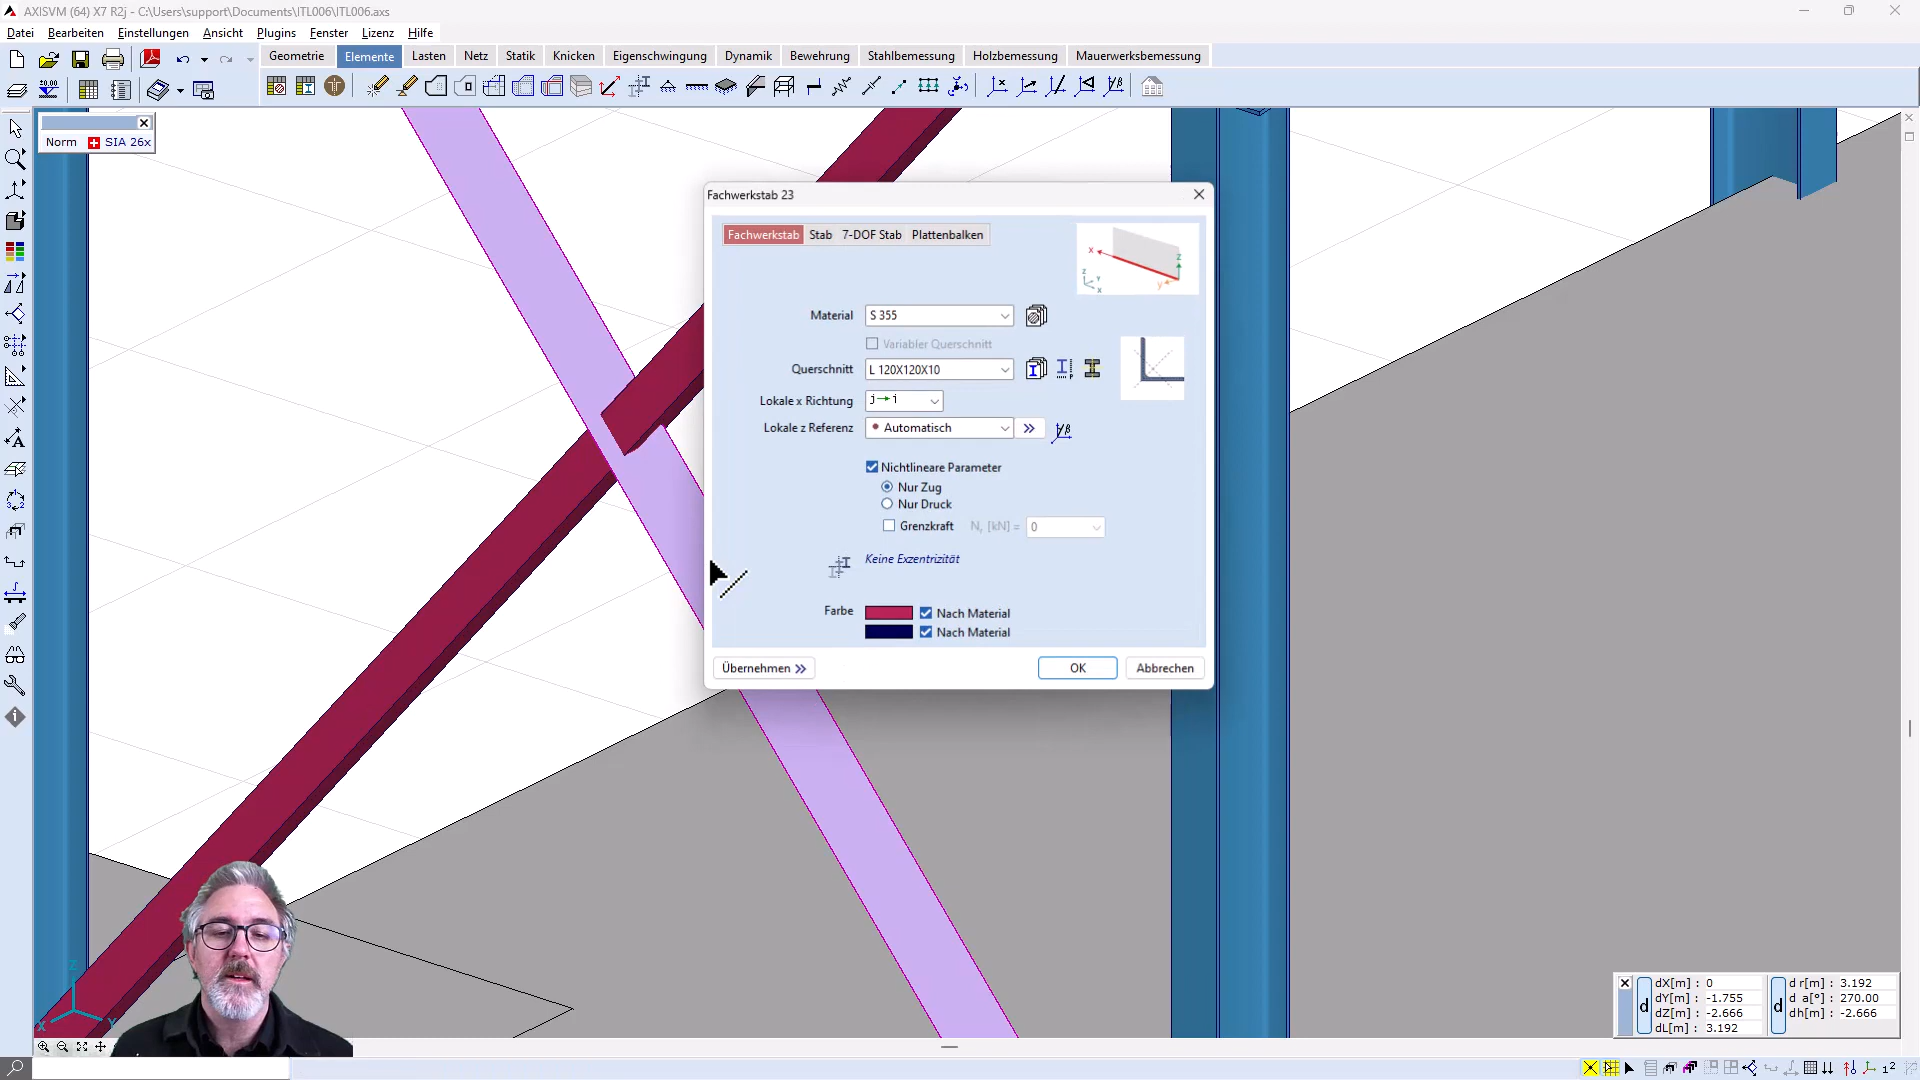 AXISVM (64) X7 R2j - C:\Users\support\Documents\ITL006\ITL006.axs
Datei Bearbeiten Einstellungen Ansicht Plugins Fenster Lizenz Hilfe
Geometrie Elemente Lasten Netz Statik Knicken Eigenschwingung Dynamik Bewehrung Stahlbemessung Holzbemessung Mauerwerksbemessung
Norm SIA 26x
Fachwerkstab 23
Fachwerkstab Stab 7-DOF Stab Plattenbalken
Material S 355
Variabler Querschnitt
Querschnitt L 120X120X10
Lokale x Richtung j→i
Lokale z Referenz Automatisch
Nichtlineare Parameter
Nur Zug
Nur Druck
Grenzkraft N, [kN] = 0
Keine Exzentrizität
Farbe Nach Material
Nach Material
Übernehmen OK Abbrechen
dX[m] : 0
dY[m] : -1.755
dZ[m] : -2.666
dL[m] : 3.192
d r[m] : 3.192
d a[°] : 270.00
dh[m] : -2.666
Z
X Y